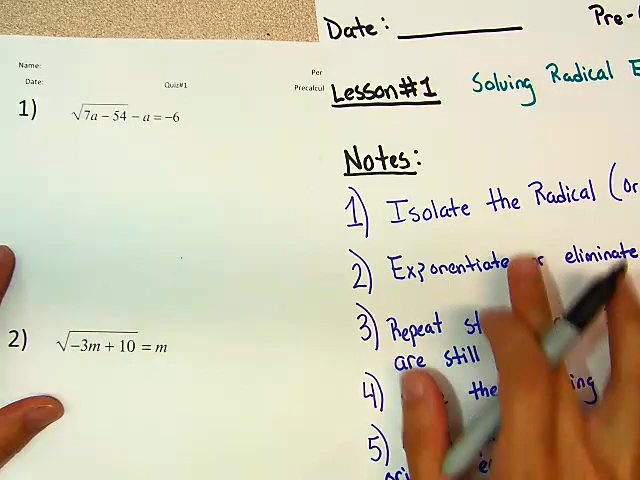 Name:
Date:
Quiz#1
Per
Precalcul
1) √7a − 54 − a = −6
2) √−3m + 10 = m
Date: ____________
Pre-
Lesson#1 Solving Radical E
Notes:
1) Isolate the Radical (or
2) Exponentiate eliminate
3) Repeat
are still
4) the
5)